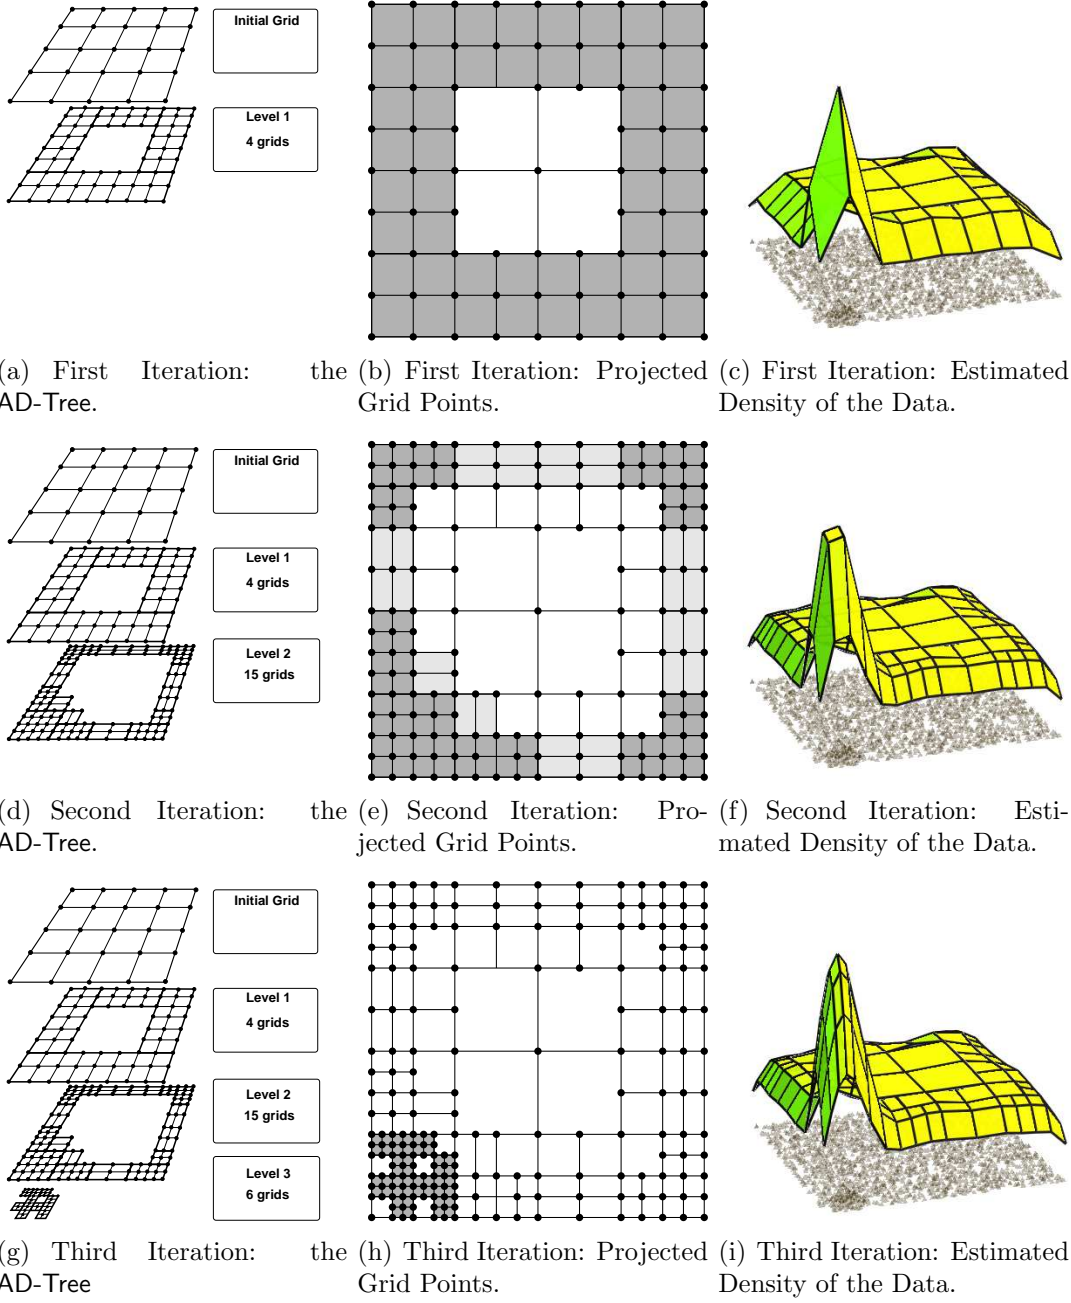 Initial Grid
Level 1
4 grids
(a) First Iteration: the
AD-Tree.
(b) First Iteration: Projected
Grid Points.
(c) First Iteration: Estimated
Density of the Data.
Initial Grid
Level 1
4 grids
Level 2
15 grids
(d) Second Iteration: the
AD-Tree.
(e) Second Iteration: Pro-
jected Grid Points.
(f) Second Iteration: Esti-
mated Density of the Data.
Initial Grid
Level 1
4 grids
Level 2
15 grids
Level 3
6 grids
(g) Third Iteration: the
AD-Tree
(h) Third Iteration: Projected
Grid Points.
(i) Third Iteration: Estimated
Density of the Data.